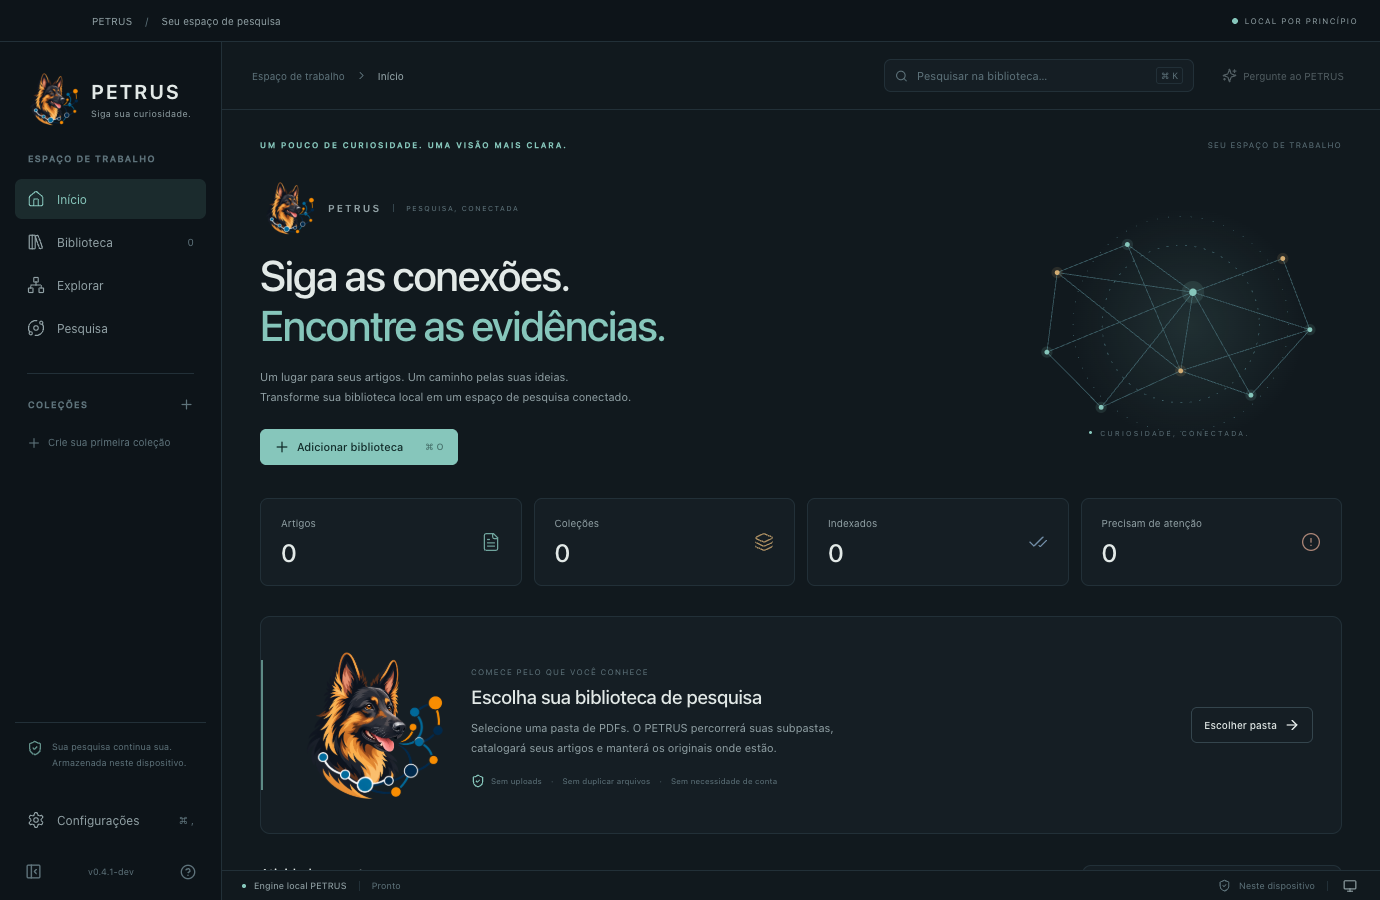 PETRUS / Seu espaço de pesquisa
LOCAL POR PRINCÍPIO
PETRUS
Siga sua curiosidade.
ESPAÇO DE TRABALHO
Início
Biblioteca 0
Explorar
Pesquisa
COLEÇÕES
Crie sua primeira coleção
Sua pesquisa continua sua.
Armazenada neste dispositivo.
Configurações ⌘ ,
v0.4.1-dev
Espaço de trabalho > Início
Pesquisar na biblioteca... ⌘ K
Pergunte ao PETRUS
UM POUCO DE CURIOSIDADE. UMA VISÃO MAIS CLARA.
SEU ESPAÇO DE TRABALHO
PETRUS | PESQUISA, CONECTADA
Siga as conexões.
Encontre as evidências.
Um lugar para seus artigos. Um caminho pelas suas ideias.
Transforme sua biblioteca local em um espaço de pesquisa conectado.
Adicionar biblioteca ⌘ O
CURIOSIDADE, CONECTADA.
Artigos
0
Coleções
0
Indexados
0
Precisam de atenção
0
COMECE PELO QUE VOCÊ CONHECE
Escolha sua biblioteca de pesquisa
Selecione uma pasta de PDFs. O PETRUS percorrerá suas subpastas,
catalogará seus artigos e manterá os originais onde estão.
Sem uploads · Sem duplicar arquivos · Sem necessidade de conta
Escolher pasta
Engine local PETRUS | Pronto
Neste dispositivo